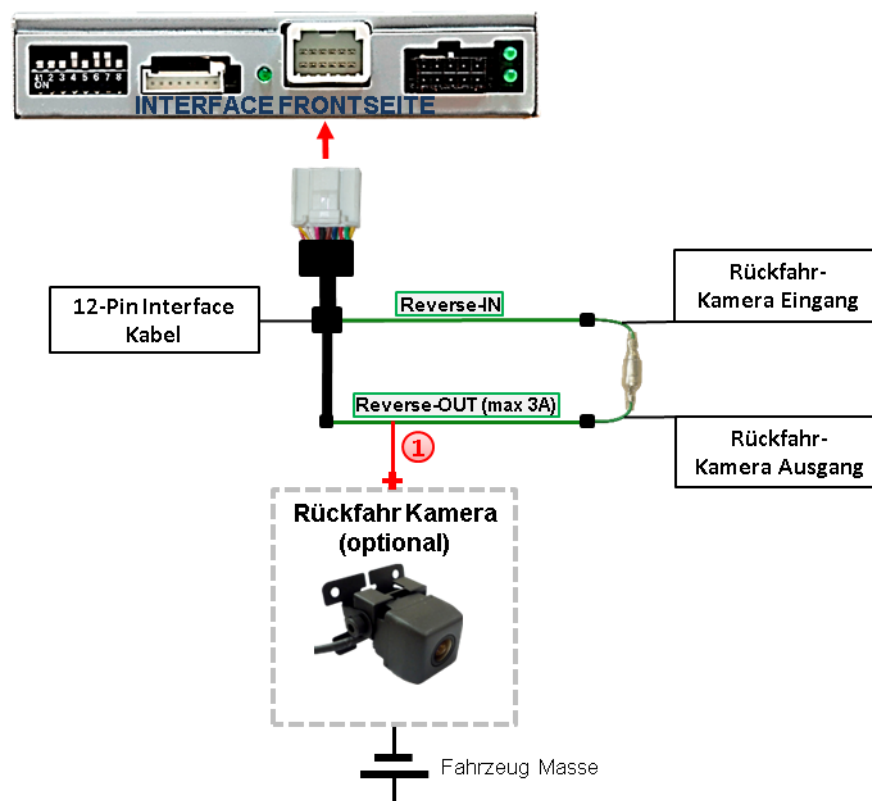 1 2 3 4 5 6 7 8
ON
INTERFACE FRONTSEITE
12-Pin Interface
Kabel
Reverse-IN
Rückfahr-
Kamera Eingang
Reverse-OUT (max 3A)
Rückfahr-
Kamera Ausgang
1
+
Rückfahr Kamera
(optional)
Fahrzeug Masse